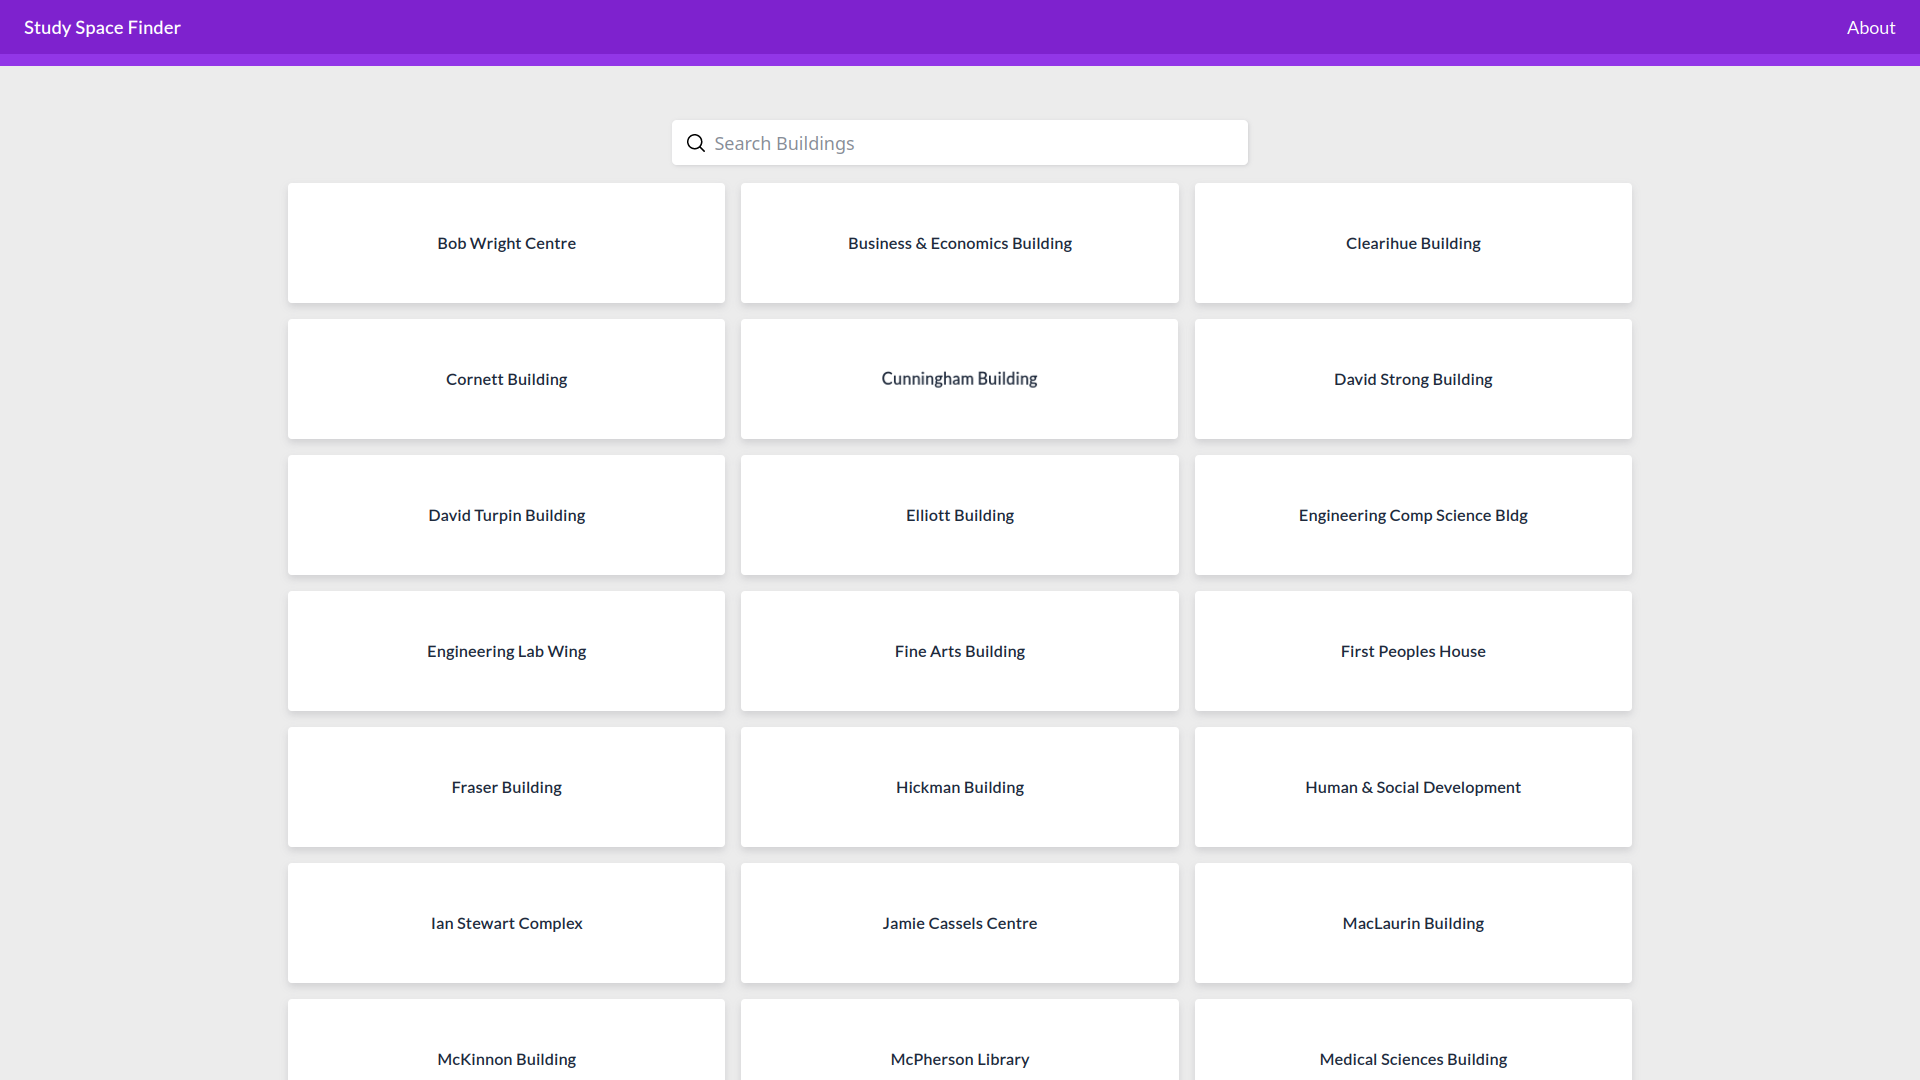 Study Space Finder
About
Search Buildings
Bob Wright Centre
Business & Economics Building
Clearihue Building
Cornett Building
Cunningham Building
David Strong Building
David Turpin Building
Elliott Building
Engineering Comp Science Bldg
Engineering Lab Wing
Fine Arts Building
First Peoples House
Fraser Building
Hickman Building
Human & Social Development
Ian Stewart Complex
Jamie Cassels Centre
MacLaurin Building
McKinnon Building
McPherson Library
Medical Sciences Building